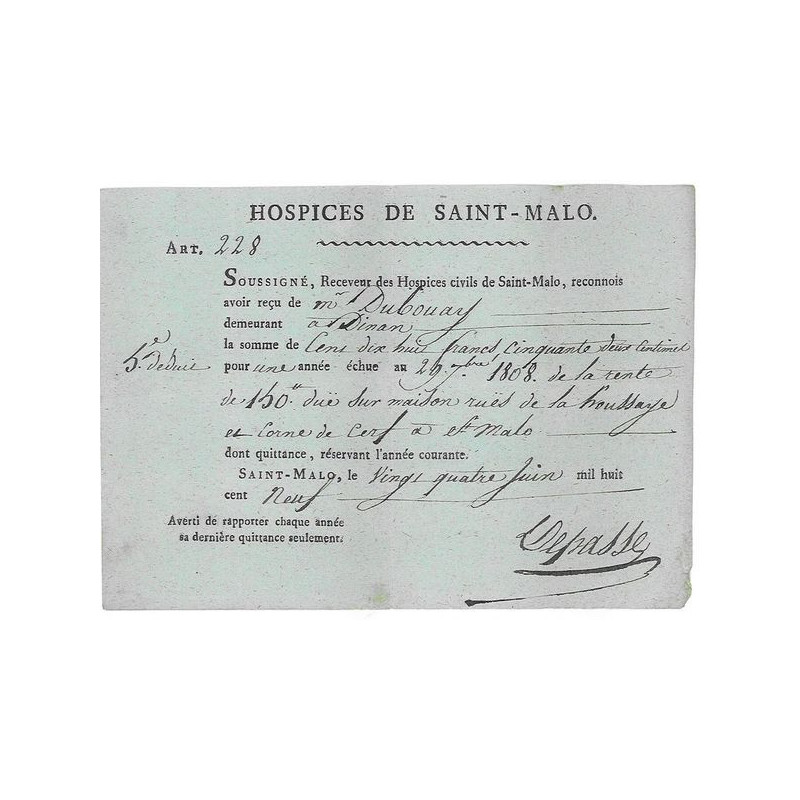 HOSPICES DE SAINT-MALO.
ART. 228
SOUSSIGNÉ, Receveur des Hospices civils de Saint-Malo, reconnois
avoir reçu de mr Dubouay
demeurant a Dinan
la somme de Cent dix huit francs, cinquante deux Centimes
5.e déduit
pour une année échue au 29 7bre 1808. de la rente
de 150.tt duë sur maison ruës de la houssaye
et Corne de Cerf a St Malo
dont quittance, réservant l'année courante.
SAINT-MALO, le Vingt quatre Juin mil huit
cent Neuf
Averti de rapporter chaque année
sa dernière quittance seulement.
Depasse